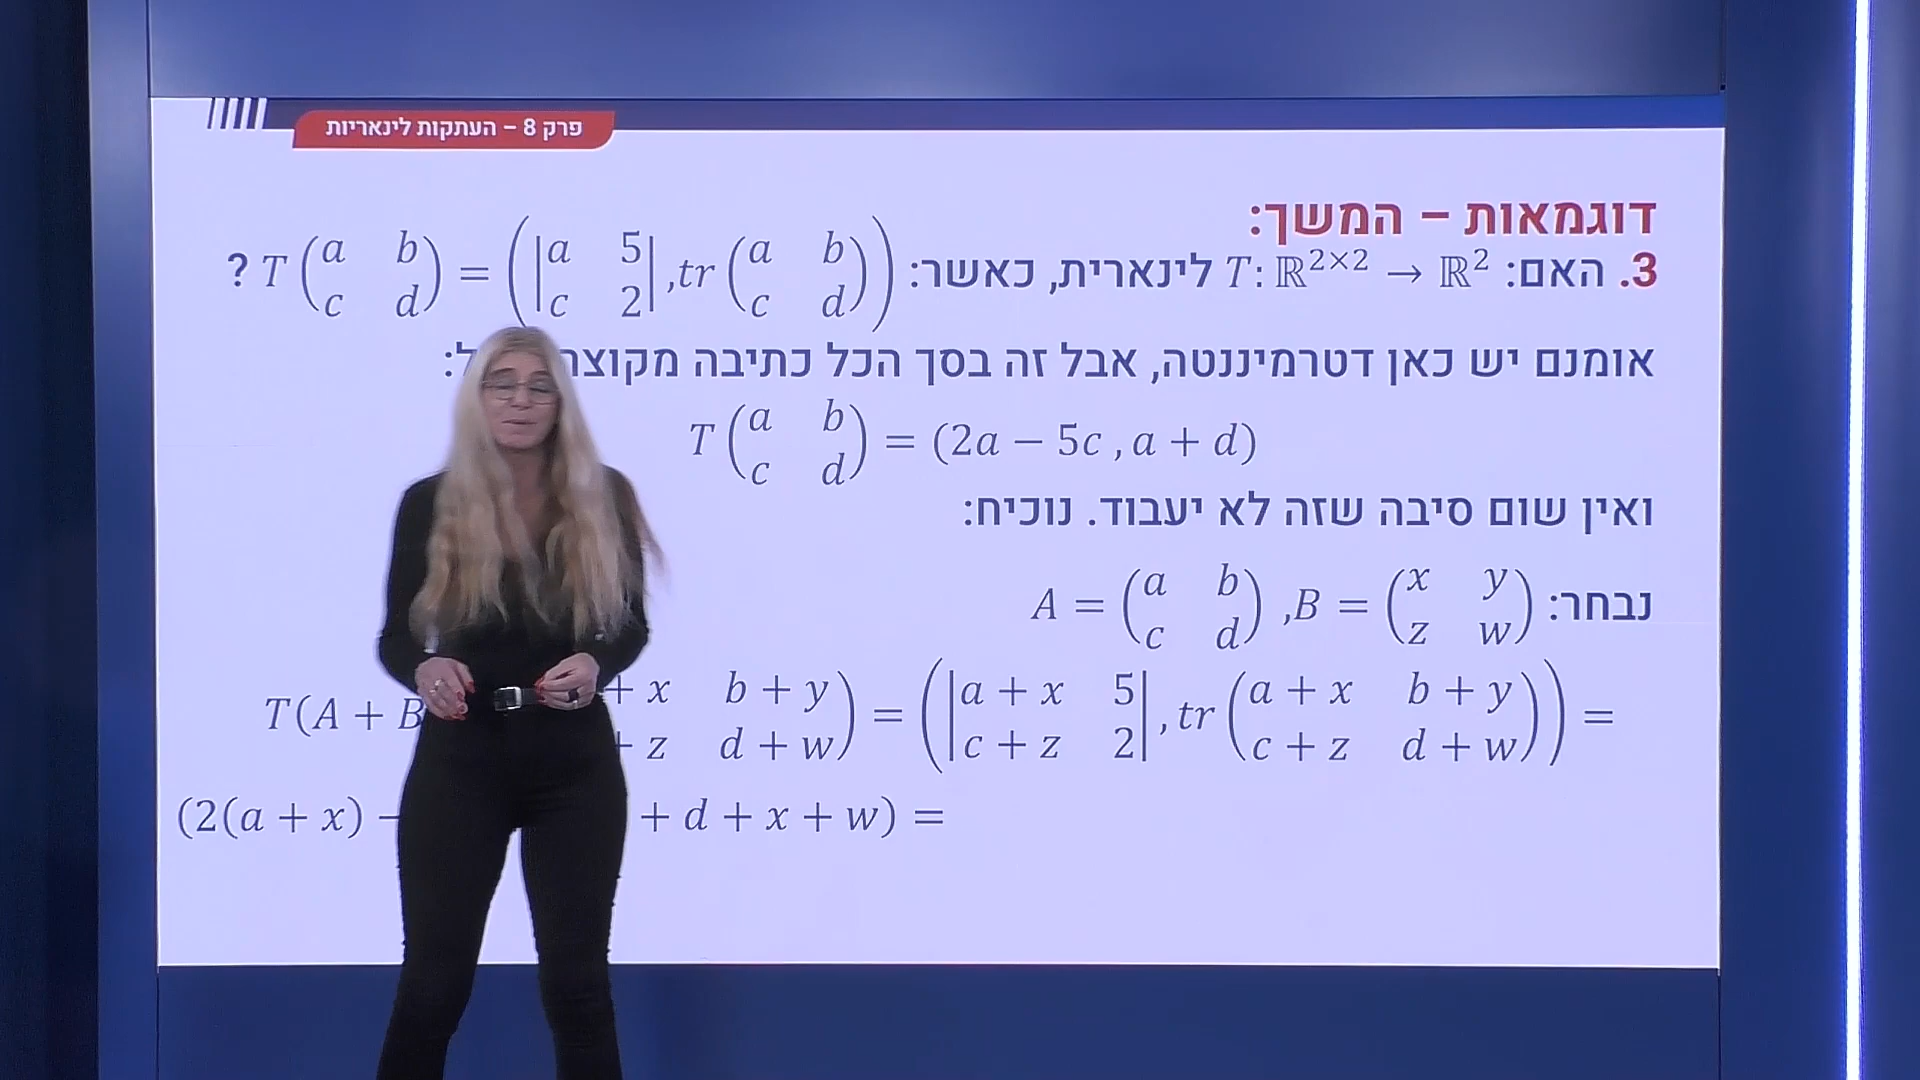 פרק 8 – העתקות לינאריות
דוגמאות – המשך:
3. האם: T: ℝ^{2×2} → ℝ^2 לינארית, כאשר: T(a b; c d) = (|a 5; c 2|, tr(a b; c d)) ?
אומנם יש כאן דטרמיננטה, אבל זה בסך הכל כתיבה ל:
T(a b; c d) = (2a − 5c , a + d)
ואין שום סיבה שזה לא יעבוד. נוכיח:
נבחר: A = (a b; c d) , B = (x y; z w)
T(A + B + x b + y; + z d + w) = (|a + x 5; c + z 2|, tr(a + x b + y; c + z d + w)) =
(2(a + x) − + d + x + w) =